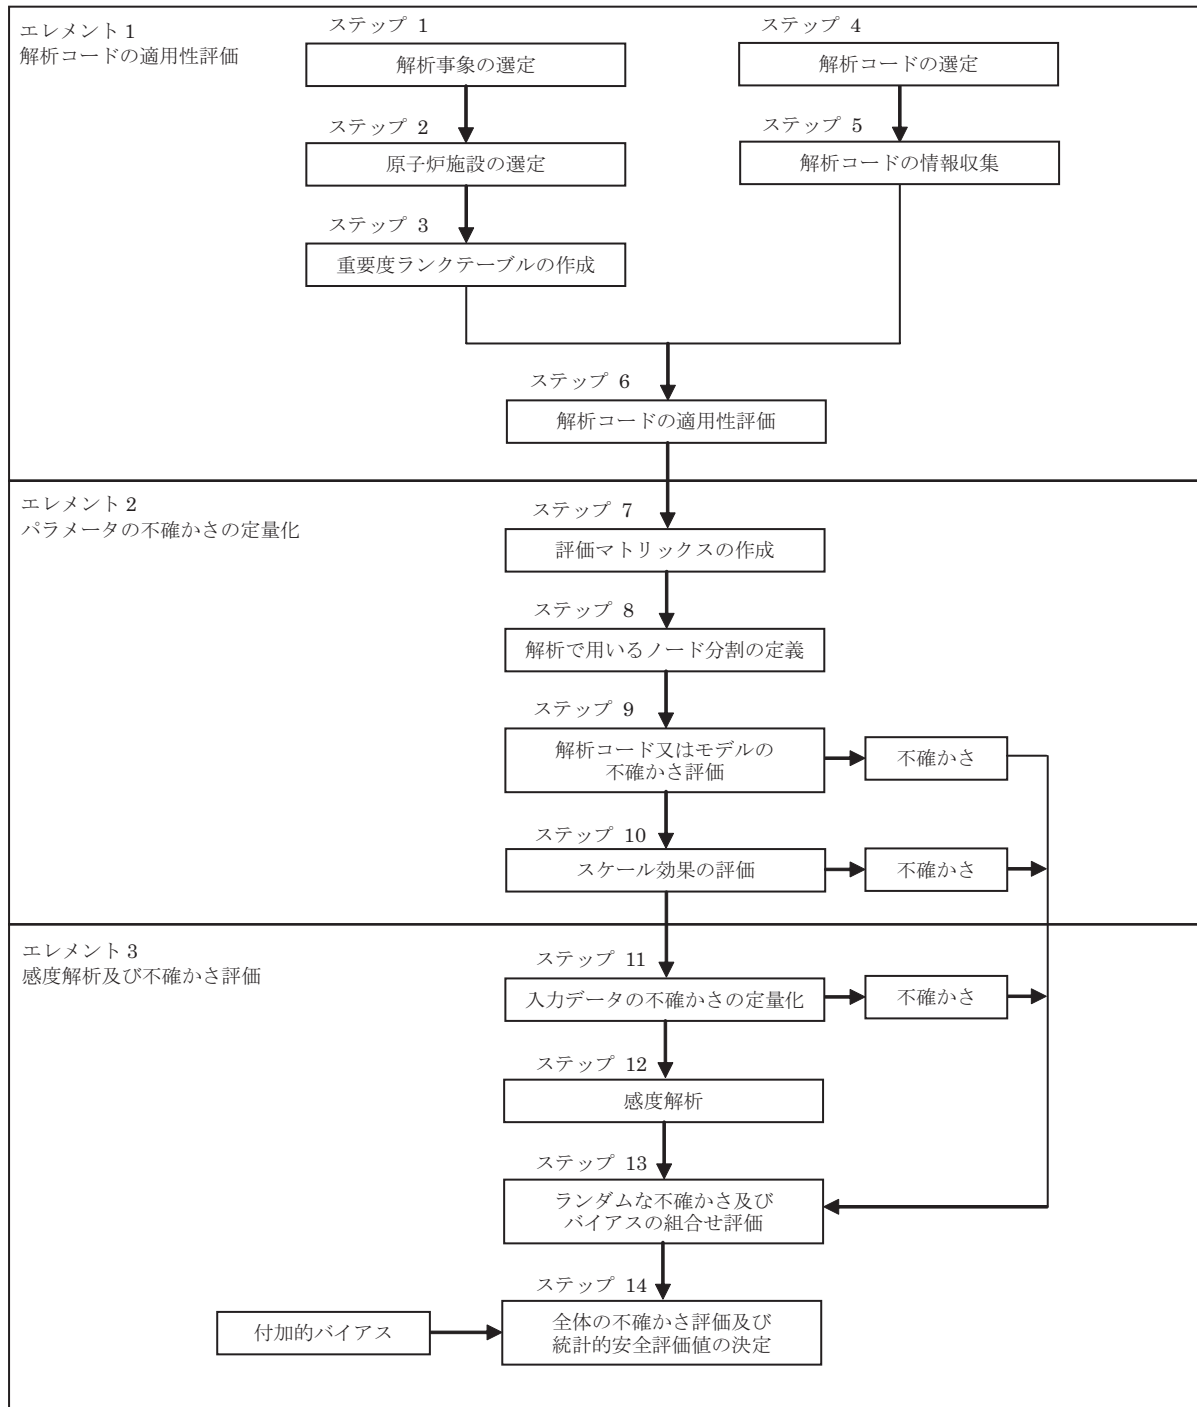 エレメント 1
解析コードの適用性評価
ステップ 1
解析事象の選定
ステップ 2
原子炉施設の選定
ステップ 3
重要度ランクテーブルの作成
ステップ 4
解析コードの選定
ステップ 5
解析コードの情報収集
ステップ 6
解析コードの適用性評価
エレメント 2
パラメータの不確かさの定量化
ステップ 7
評価マトリックスの作成
ステップ 8
解析で用いるノード分割の定義
ステップ 9
解析コード又はモデルの
不確かさ評価
不確かさ
ステップ 10
スケール効果の評価
不確かさ
エレメント 3
感度解析及び不確かさ評価
ステップ 11
入力データの不確かさの定量化
不確かさ
ステップ 12
感度解析
ステップ 13
ランダムな不確かさ及び
バイアスの組合せ評価
ステップ 14
付加的バイアス
全体の不確かさ評価及び
統計的安全評価値の決定